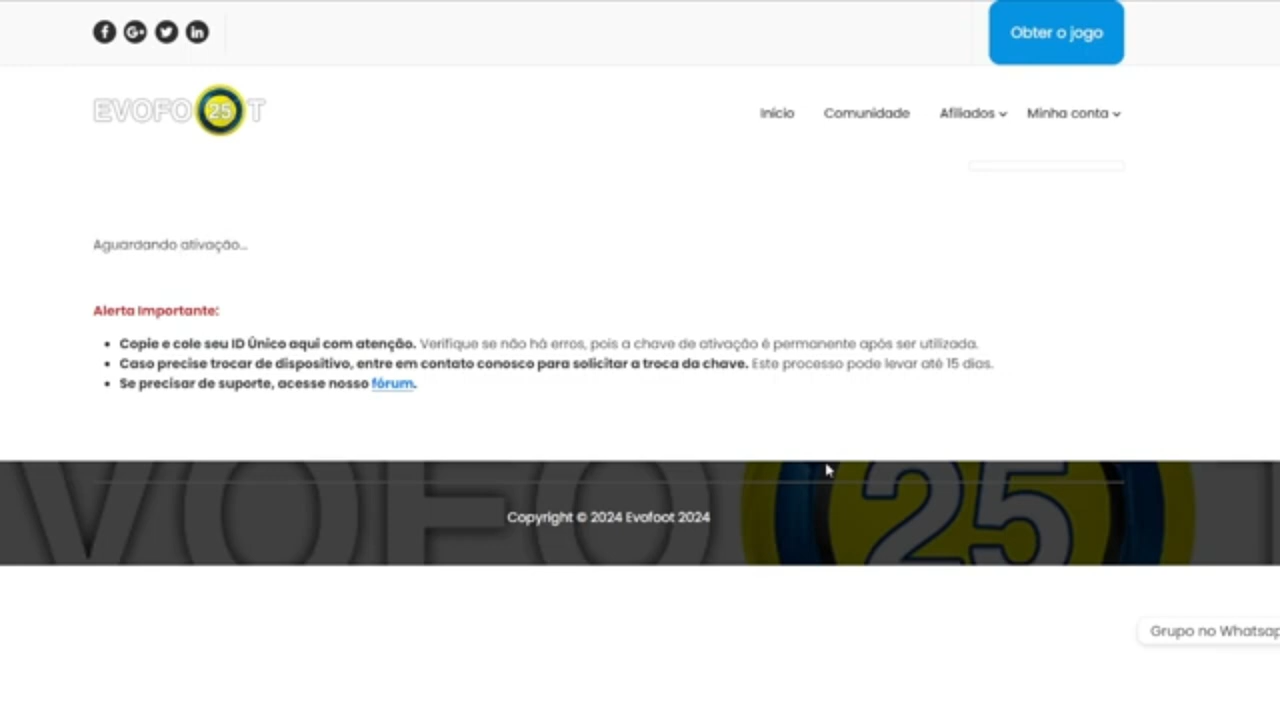 Obter o jogo
EVOFO25T
Início
Comunidade
Afiliados
Minha conta
Aguardando ativação...
Alerta Importante:
Copie e cole seu ID Único aqui com atenção. Verifique se não há erros, pois a chave de ativação é permanente após ser utilizada.
Caso precise trocar de dispositivo, entre em contato conosco para solicitar a troca da chave. Este processo pode levar até 15 dias.
Se precisar de suporte, acesse nosso fórum.
VOFO 25
Copyright © 2024 Evofoot 2024
Grupo no Whatsap